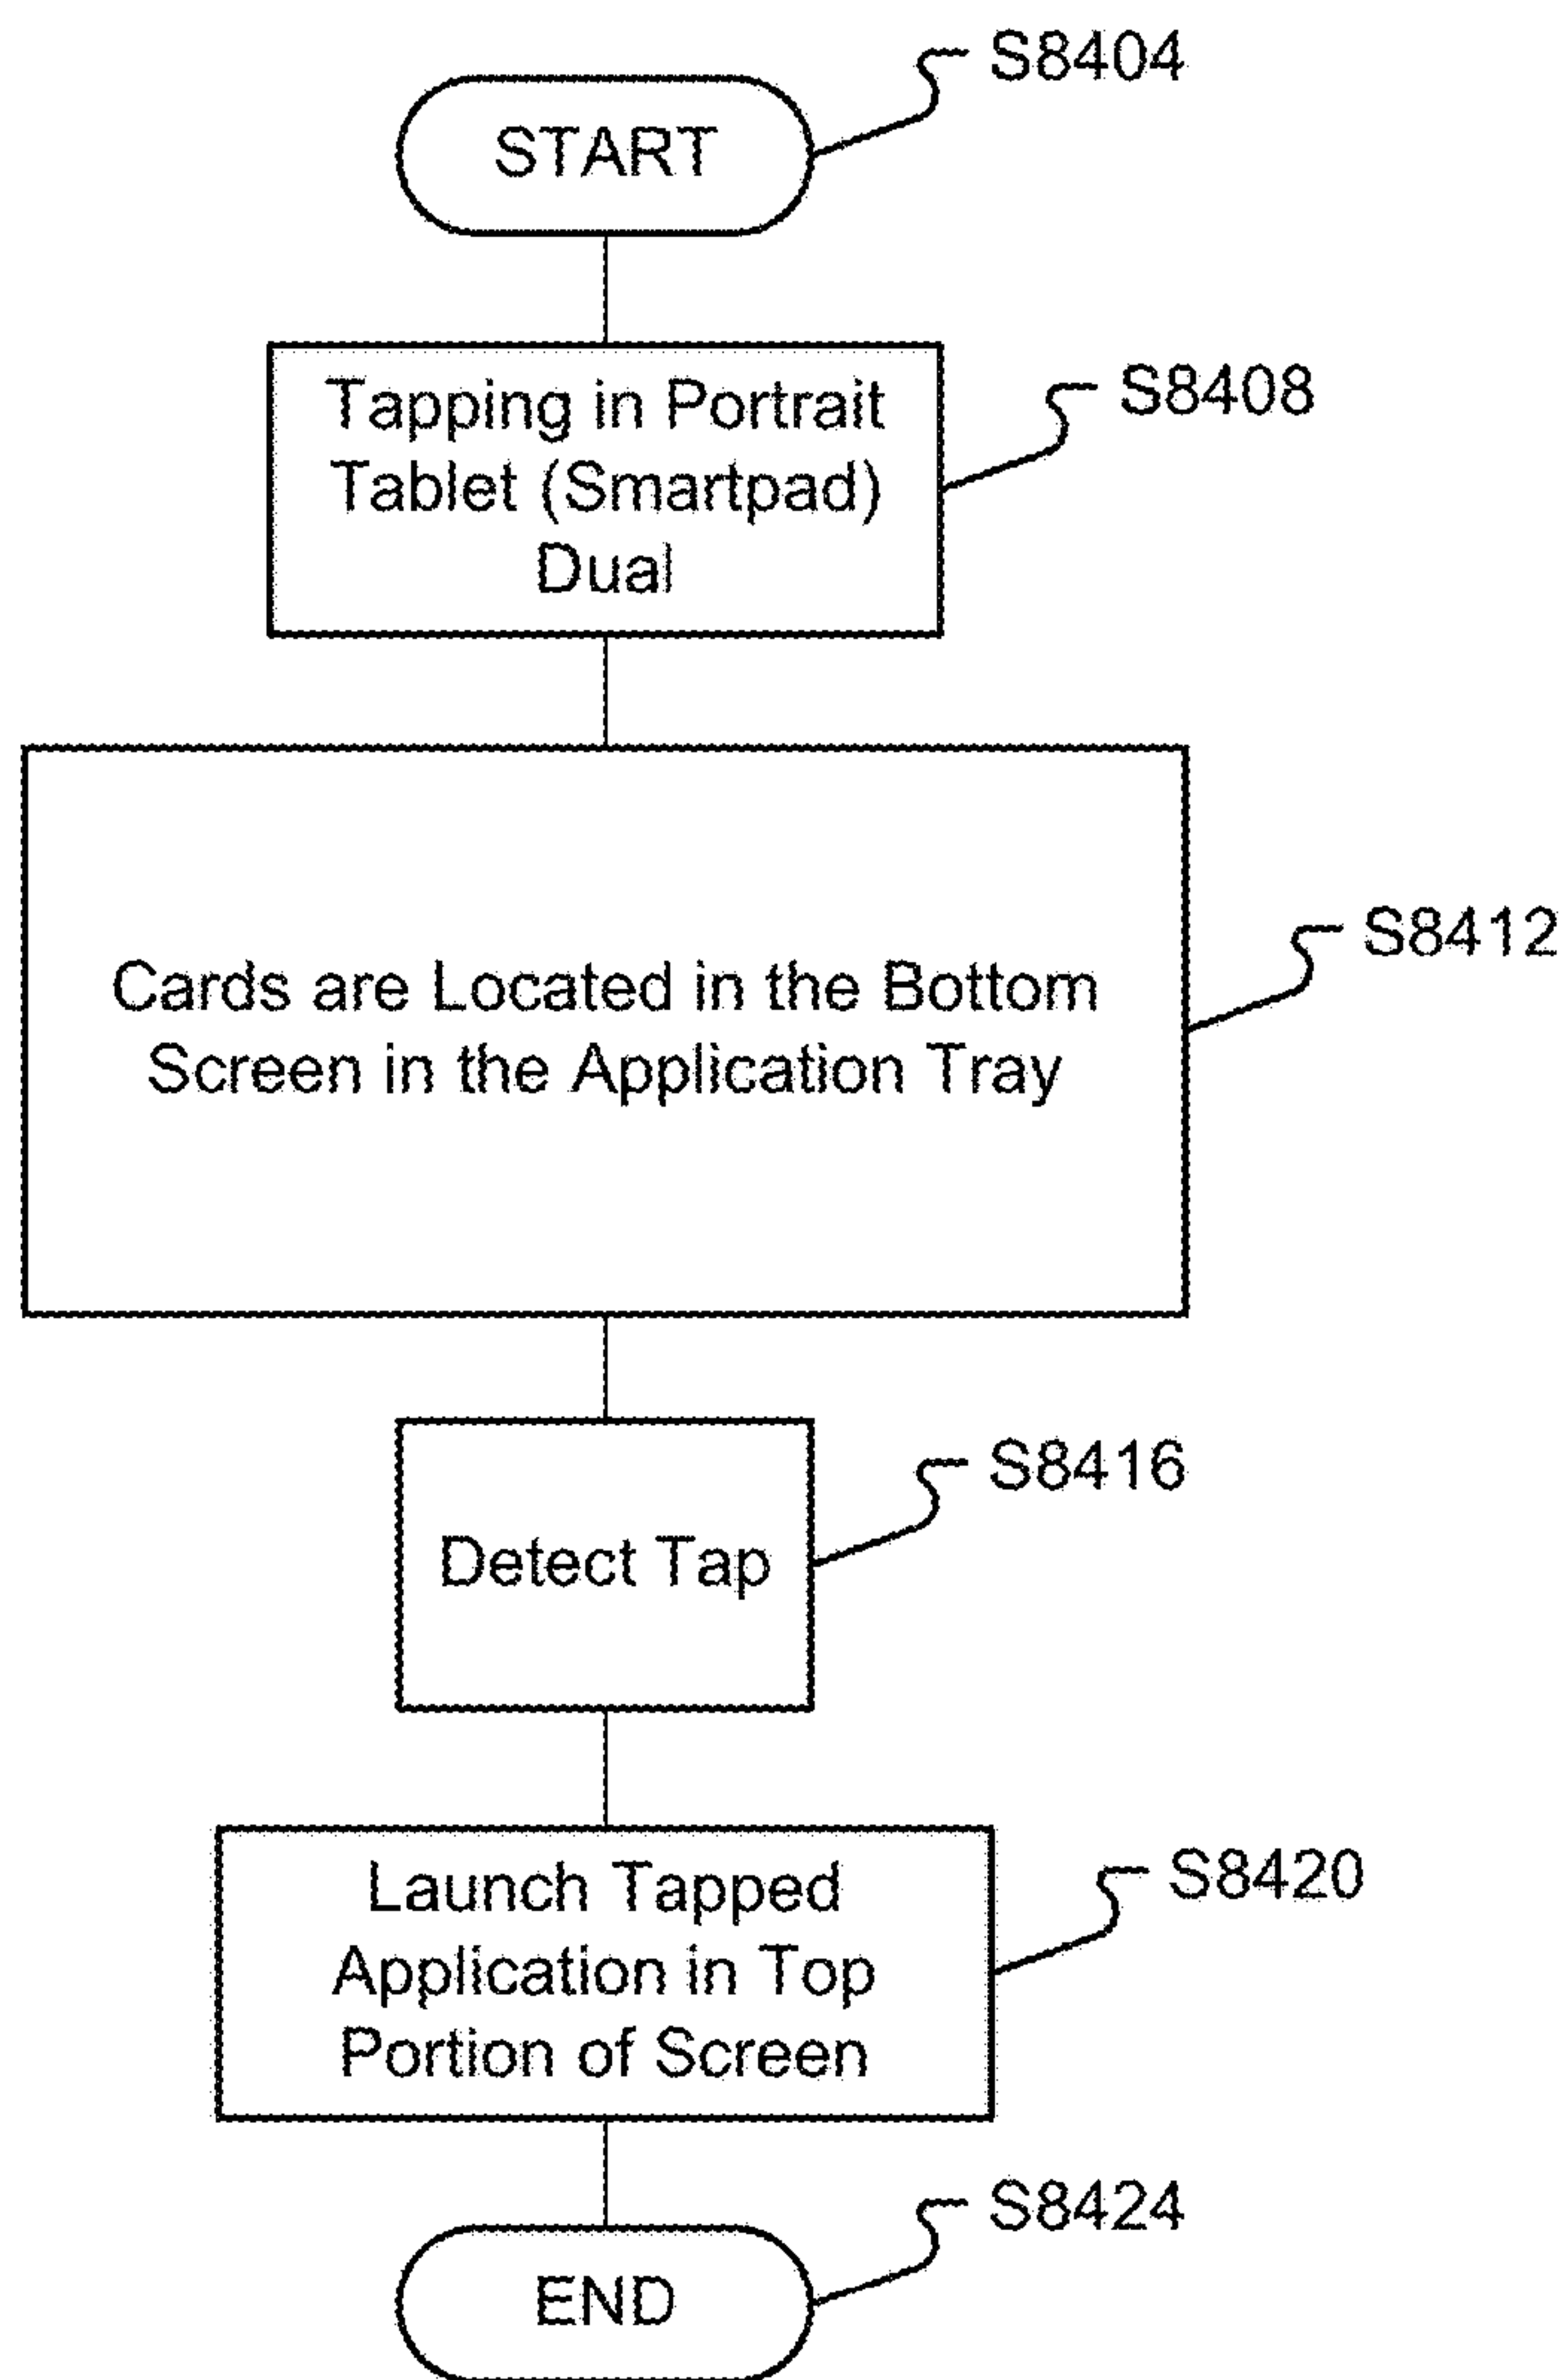 S8404
START
S8408
Tapping in Portrait
Tablet (Smartpad)
Dual
S8412
Cards are Located in the Bottom
Screen in the Application Tray
S8416
Detect Tap
S8420
Launch Tapped
Application in Top
Portion of Screen
S8424
END